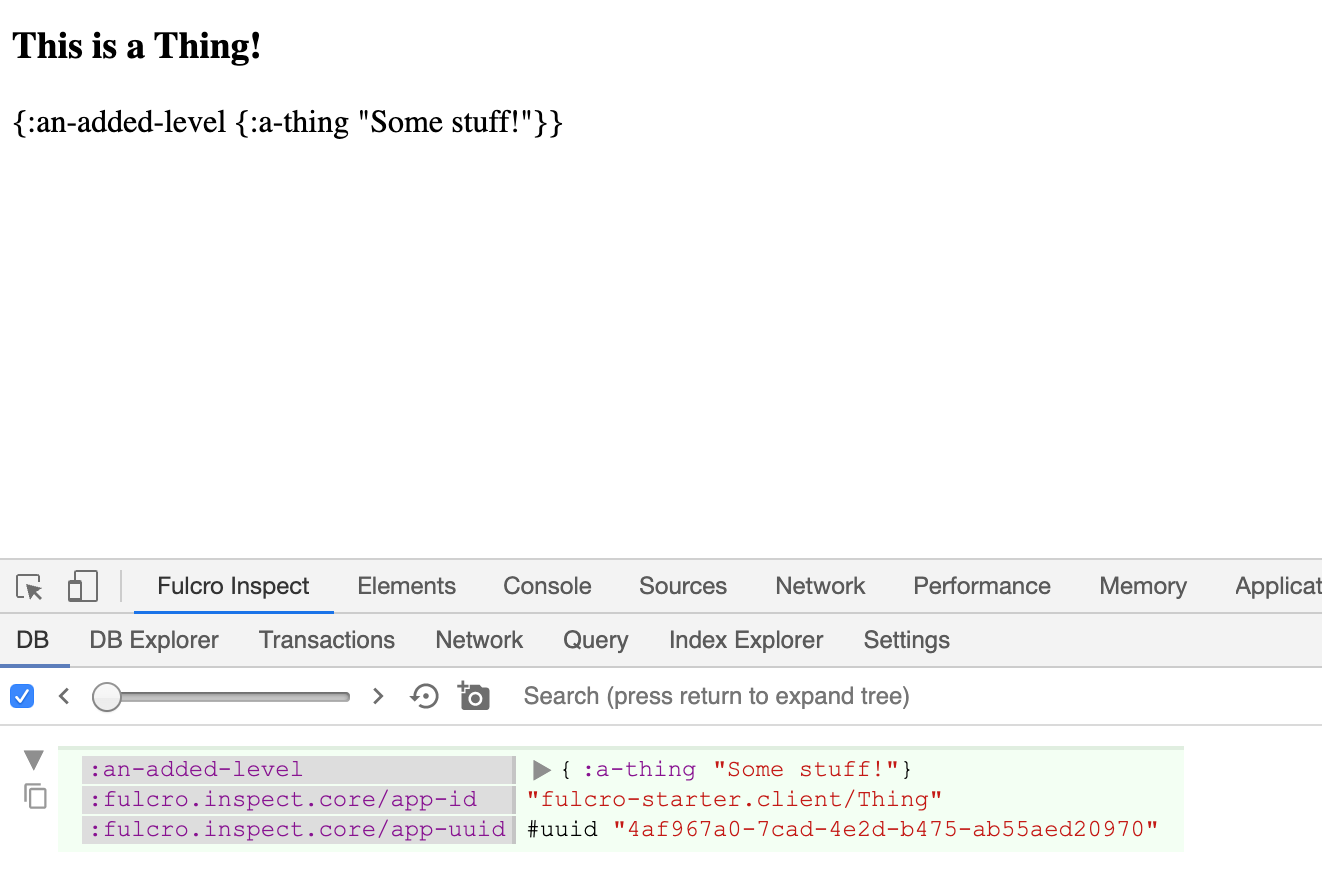 This is a Thing!
{:an-added-level {:a-thing "Some stuff!"}}
Fulcro Inspect Elements Console Sources Network Performance Memory Applicat
DB DB Explorer Transactions Network Query Index Explorer Settings
Search (press return to expand tree)
:an-added-level { :a-thing "Some stuff!"}
:fulcro.inspect.core/app-id "fulcro-starter.client/Thing"
:fulcro.inspect.core/app-uuid #uuid "4af967a0-7cad-4e2d-b475-ab55aed20970"